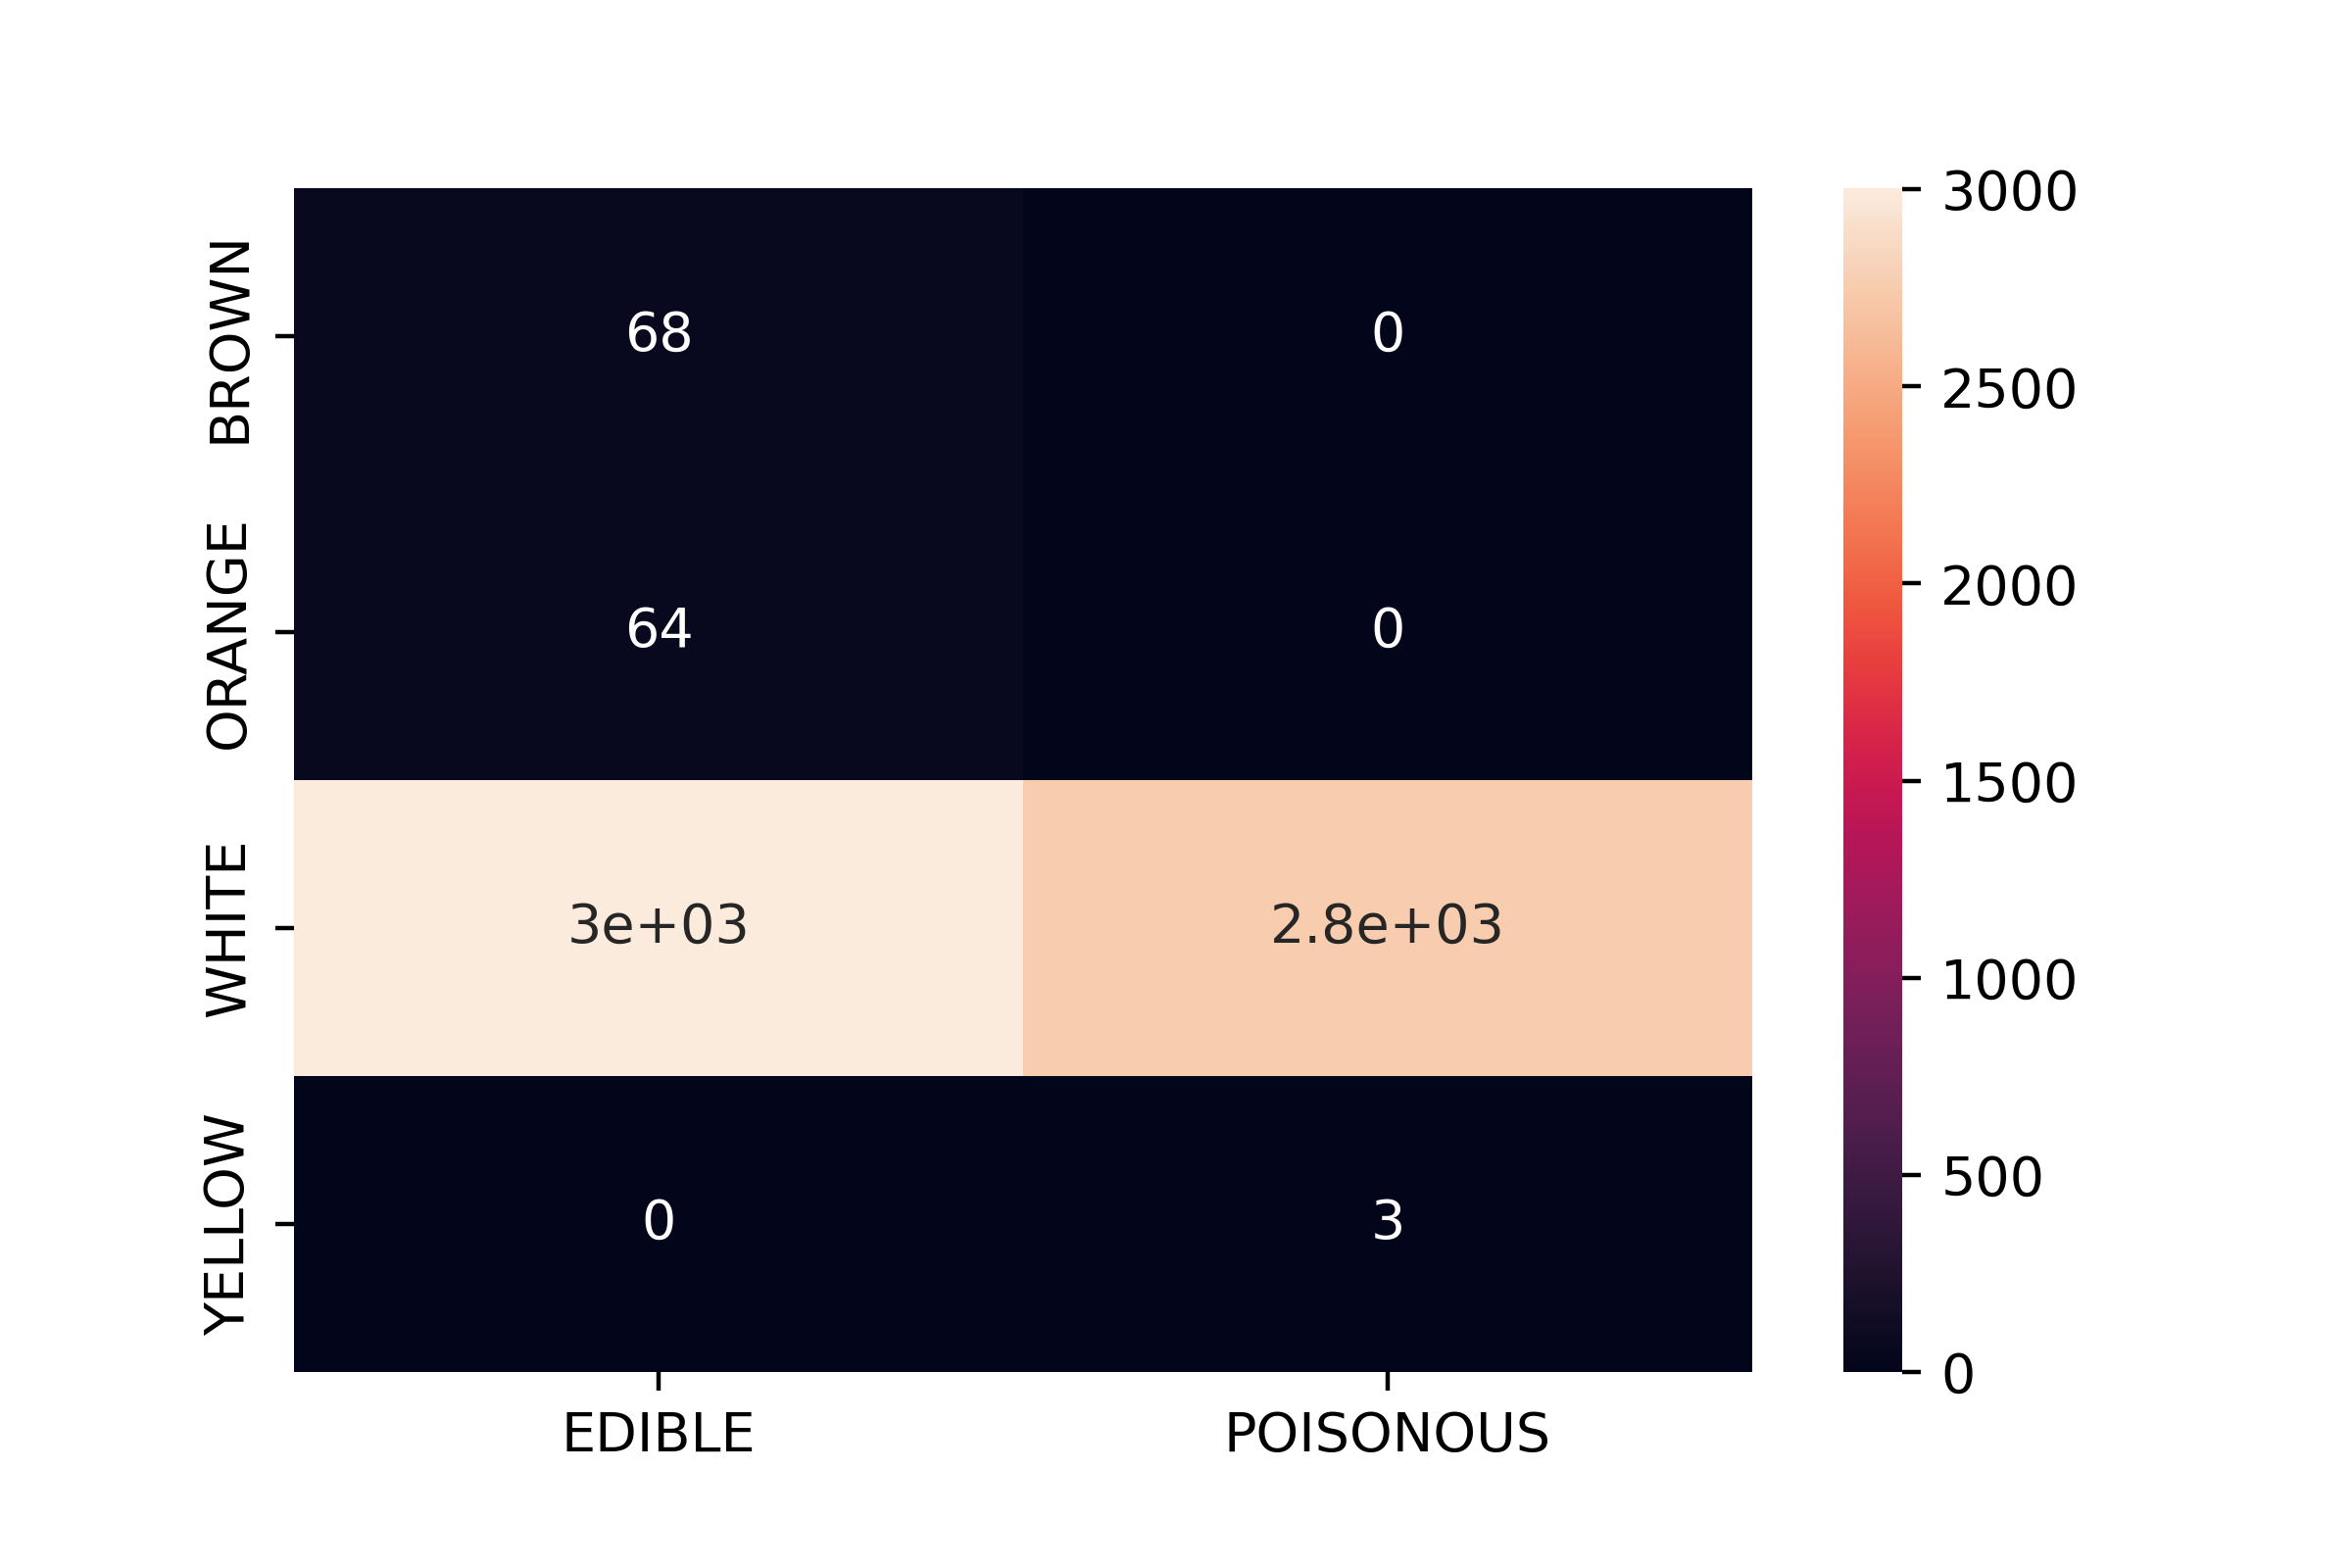 BROWN 68 0
ORANGE 64 0
WHITE 3e+03 2.8e+03
YELLOW 0 3
EDIBLE POISONOUS
3000
2500
2000
1500
1000
500
0